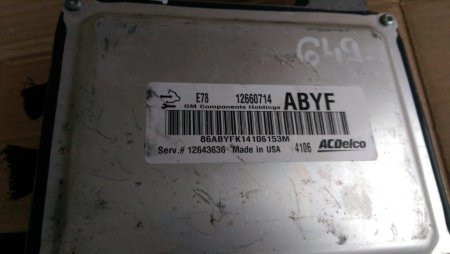 649
E78 12660714 ABYF
GM Components Holdings
86ABYFK14106153M
Serv.# 12643636 Made in USA 4106 ACDelco